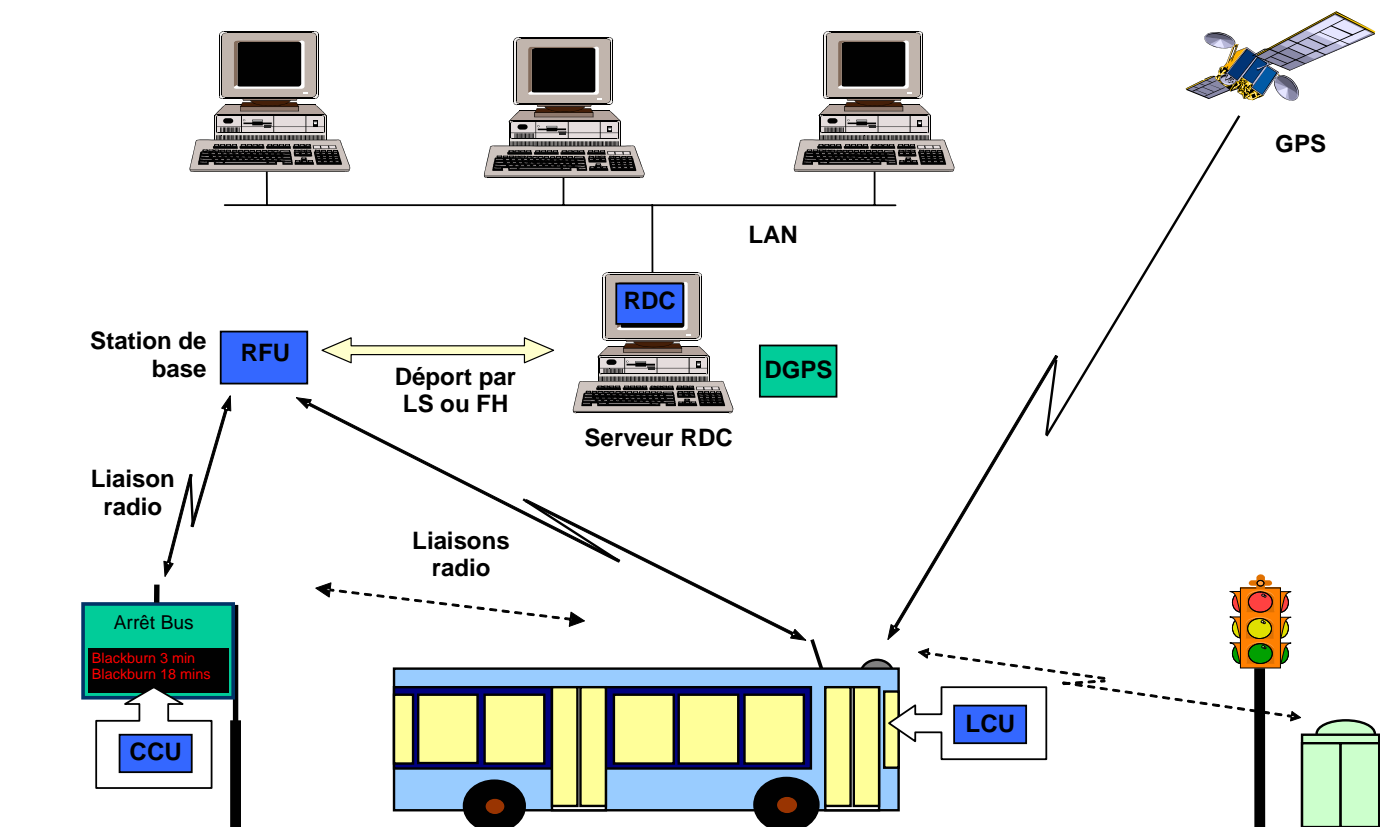 GPS
LAN
RDC
Station de
base
RFU
DGPS
Déport par
LS ou FH
Serveur RDC
Liaison
radio
Liaisons
radio
Arrêt Bus
Blackburn 3 min
Blackburn 18 mins
CCU
LCU